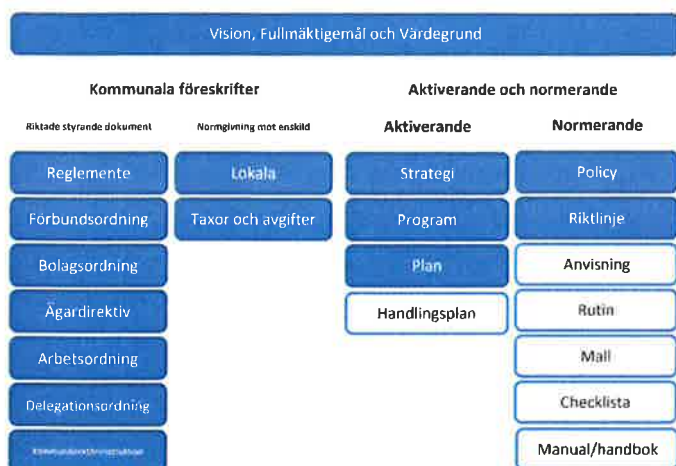 Vision, Fullmäktigemål och Värdegrund
Kommunala föreskrifter
Aktiverande och normerande
Riktade styrande dokument
Normgivning mot enskild
Aktiverande
Normerande
Reglemente
Lokala
Strategi
Policy
Förbundsordning
Taxor och avgifter
Program
Riktlinje
Bolagsordning
Plan
Anvisning
Ägardirektiv
Handlingsplan
Rutin
Arbetsordning
Mall
Delegationsordning
Checklista
Manual/handbok